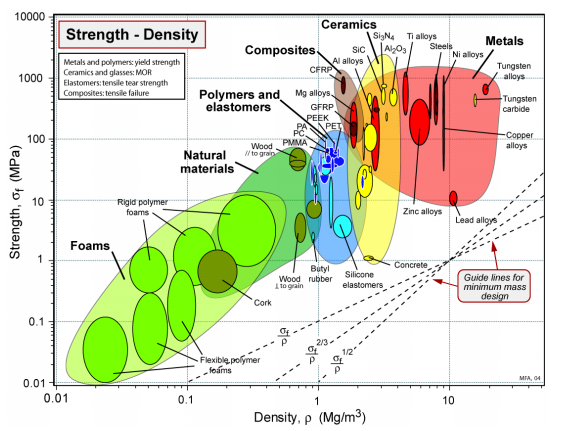 Strength - Density
Metals and polymers: yield strength
Ceramics and glasses: MOR
Elastomers: tensile tear strength
Composites: tensile failure
Strength, σf (MPa)
10000
1000
100
10
1
0.1
0.01
0.01
0.1
1
10
Density, ρ (Mg/m3)
Ceramics
Si3N4
Al2O3
SiC
Al alloys
Ti alloys
Steels
Ni alloys
Metals
Tungsten
alloys
Tungsten
carbide
Copper
alloys
Composites
CFRP
Mg alloys
GFRP
Polymers and
elastomers
PEEK
PET
PA
PC
PMMA
Wood
// to grain
Natural
materials
Rigid polymer
foams
Foams
Zinc alloys
Lead alloys
Concrete
Silicone
elastomers
Butyl
rubber
Wood
⊥ to grain
Cork
Flexible polymer
foams
Guide lines for
minimum mass
design
σf
ρ
σf2/3
ρ
σf1/2
ρ
MFA, 04